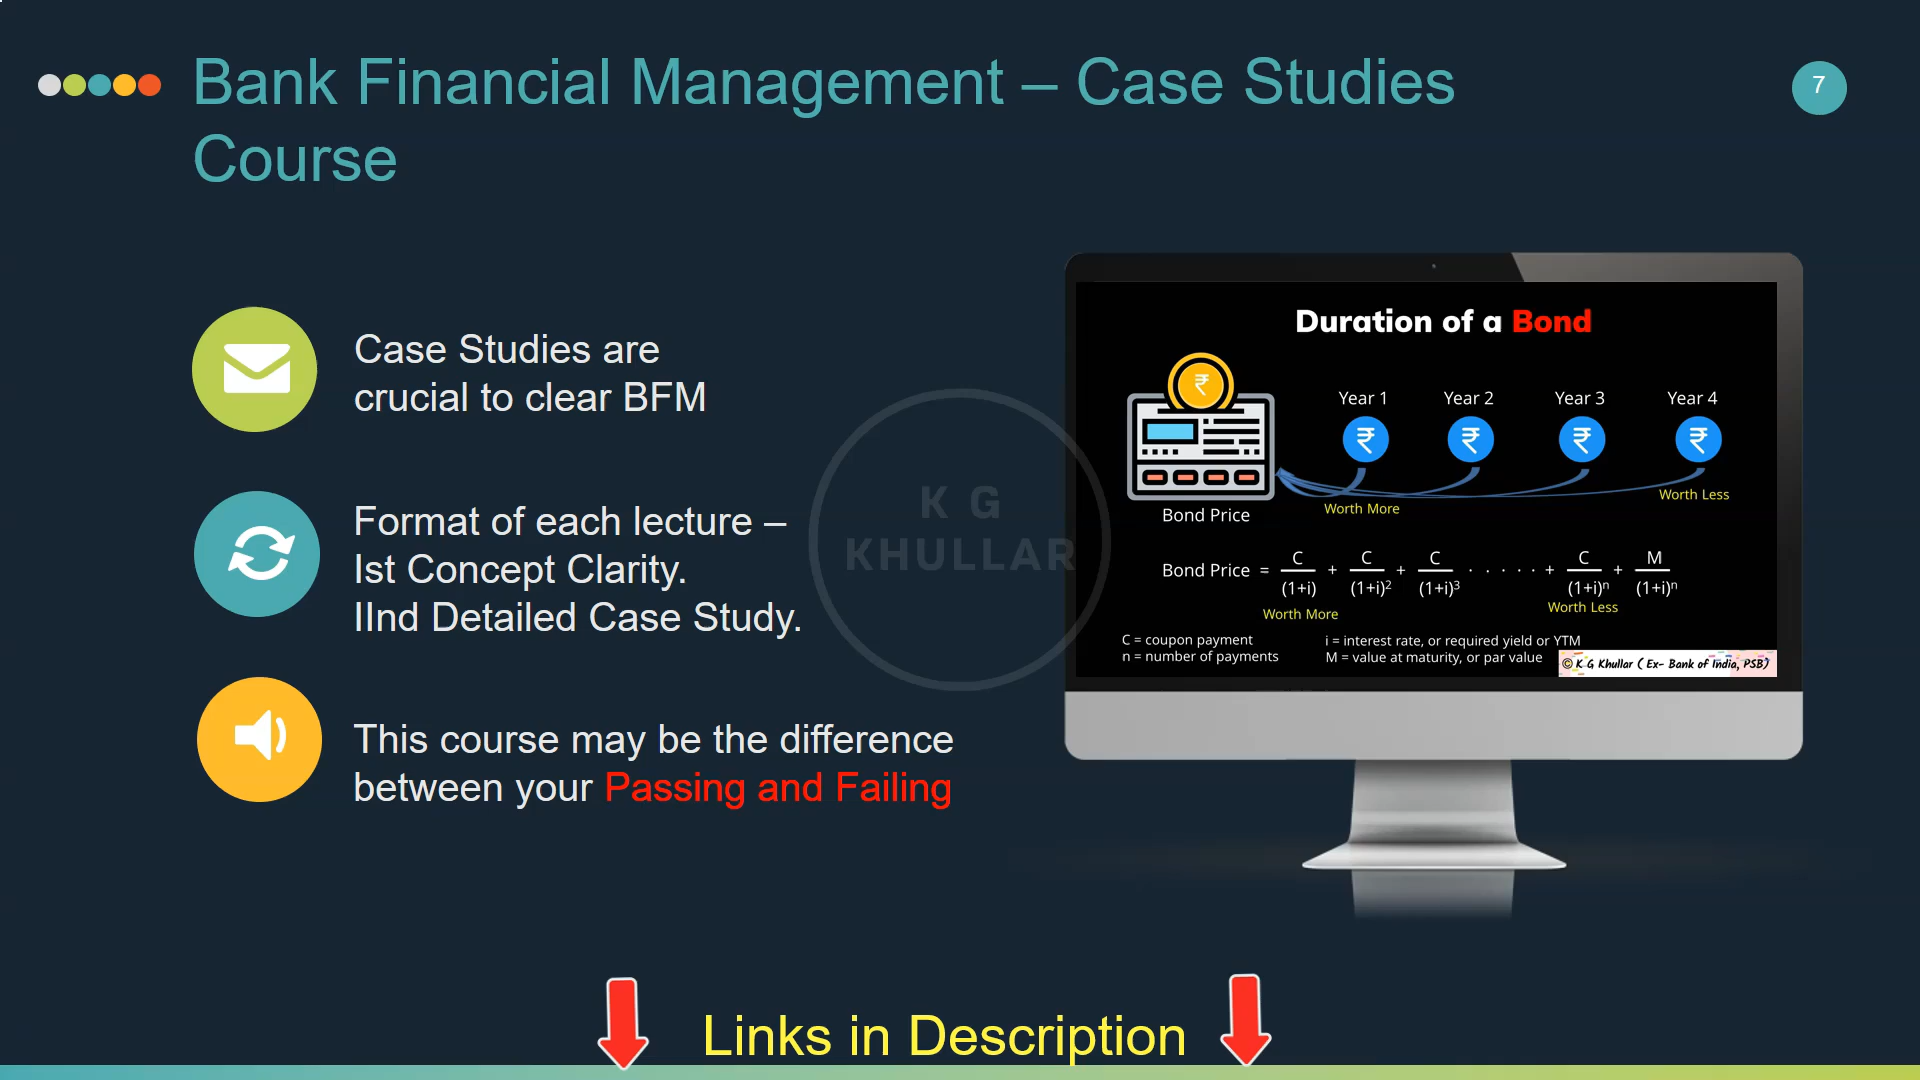 Bank Financial Management – Case Studies
Course
7
Case Studies are
crucial to clear BFM
Format of each lecture –
Ist Concept Clarity.
IInd Detailed Case Study.
This course may be the difference
between your Passing and Failing
K G
KHULLAR
Duration of a Bond
Year 1 Year 2 Year 3 Year 4
Worth Less
Worth More
Bond Price
Bond Price = C/(1+i) + C/(1+i)² + C/(1+i)³ · · · · · + C/(1+i)ⁿ + M/(1+i)ⁿ
Worth More Worth Less
C = coupon payment i = interest rate, or required yield or YTM
n = number of payments M = value at maturity, or par value
© K G Khullar ( Ex- Bank of India, PSB)
Links in Description